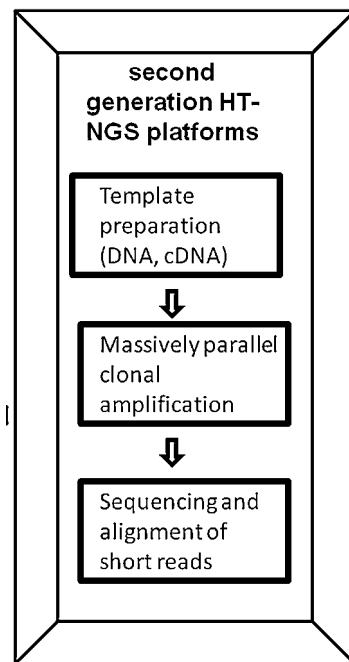 second
generation HT-
NGS platforms
Template
preparation
(DNA, cDNA)
Massively parallel
clonal
amplification
Sequencing and
alignment of
short reads